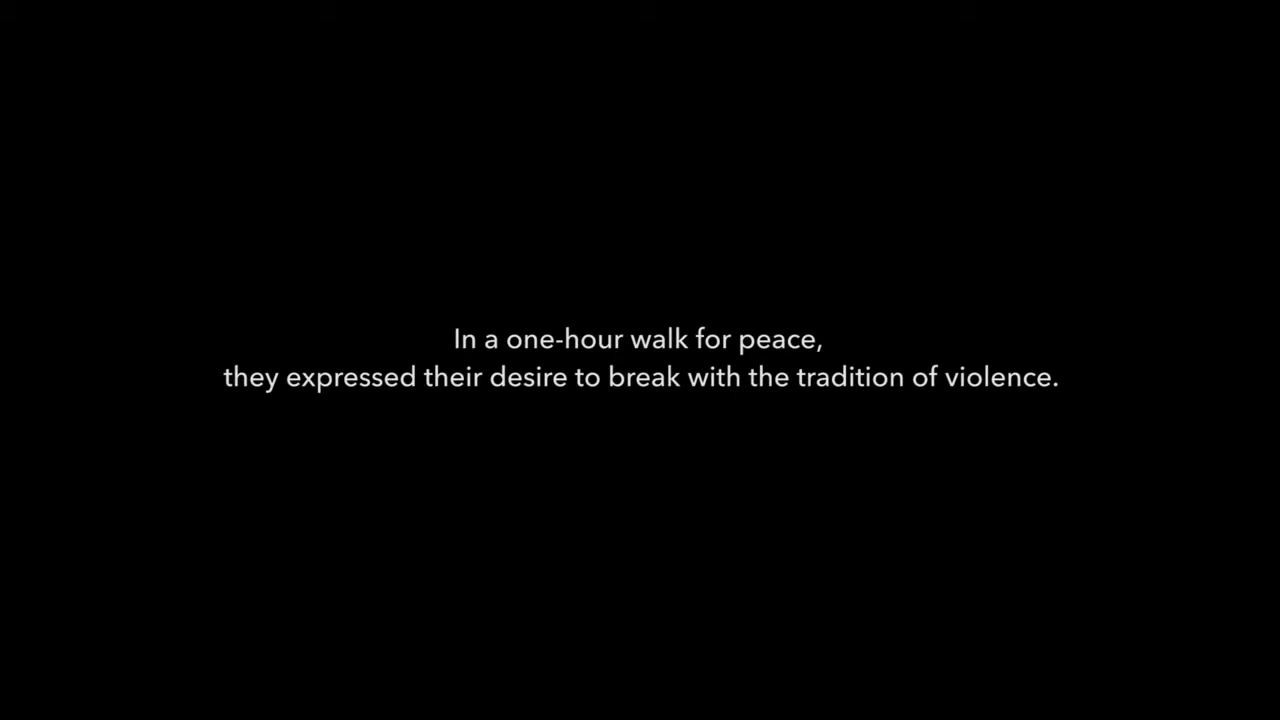 In a one-hour walk for peace,
they expressed their desire to break with the tradition of violence.